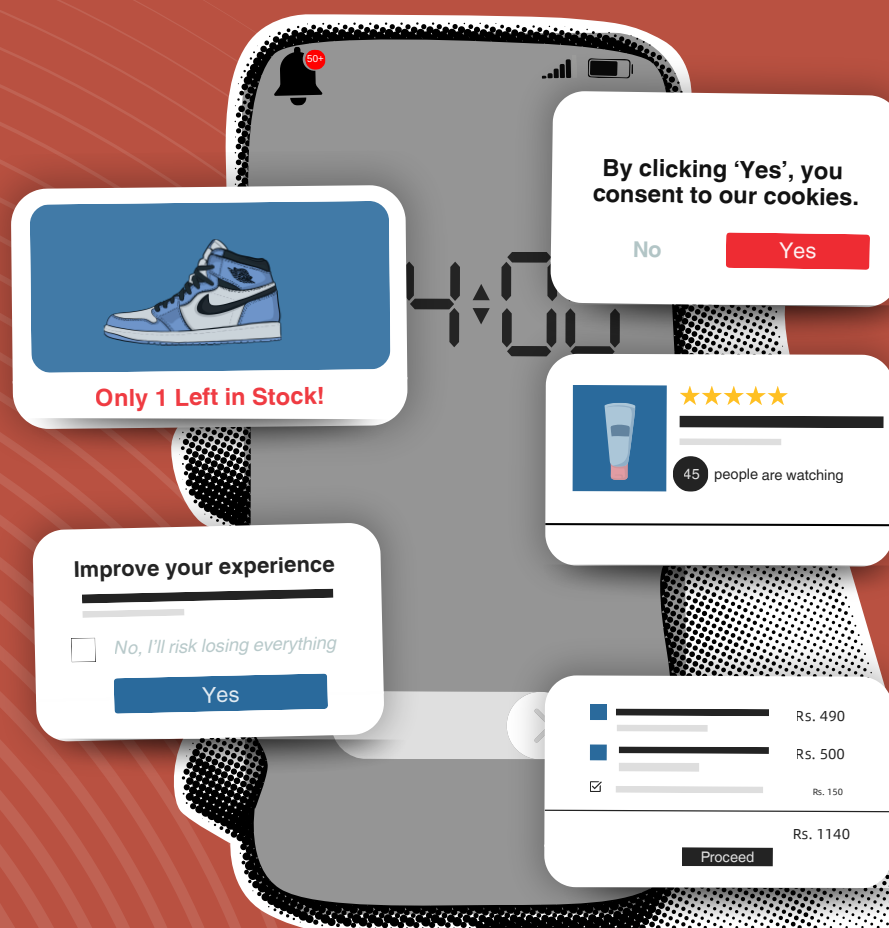 50+
By clicking ‘Yes’, you
consent to our cookies.
No
Yes
Only 1 Left in Stock!
45 people are watching
Improve your experience
No, I’ll risk losing everything
Yes
Rs. 490
Rs. 500
Rs. 150
Rs. 1140
Proceed